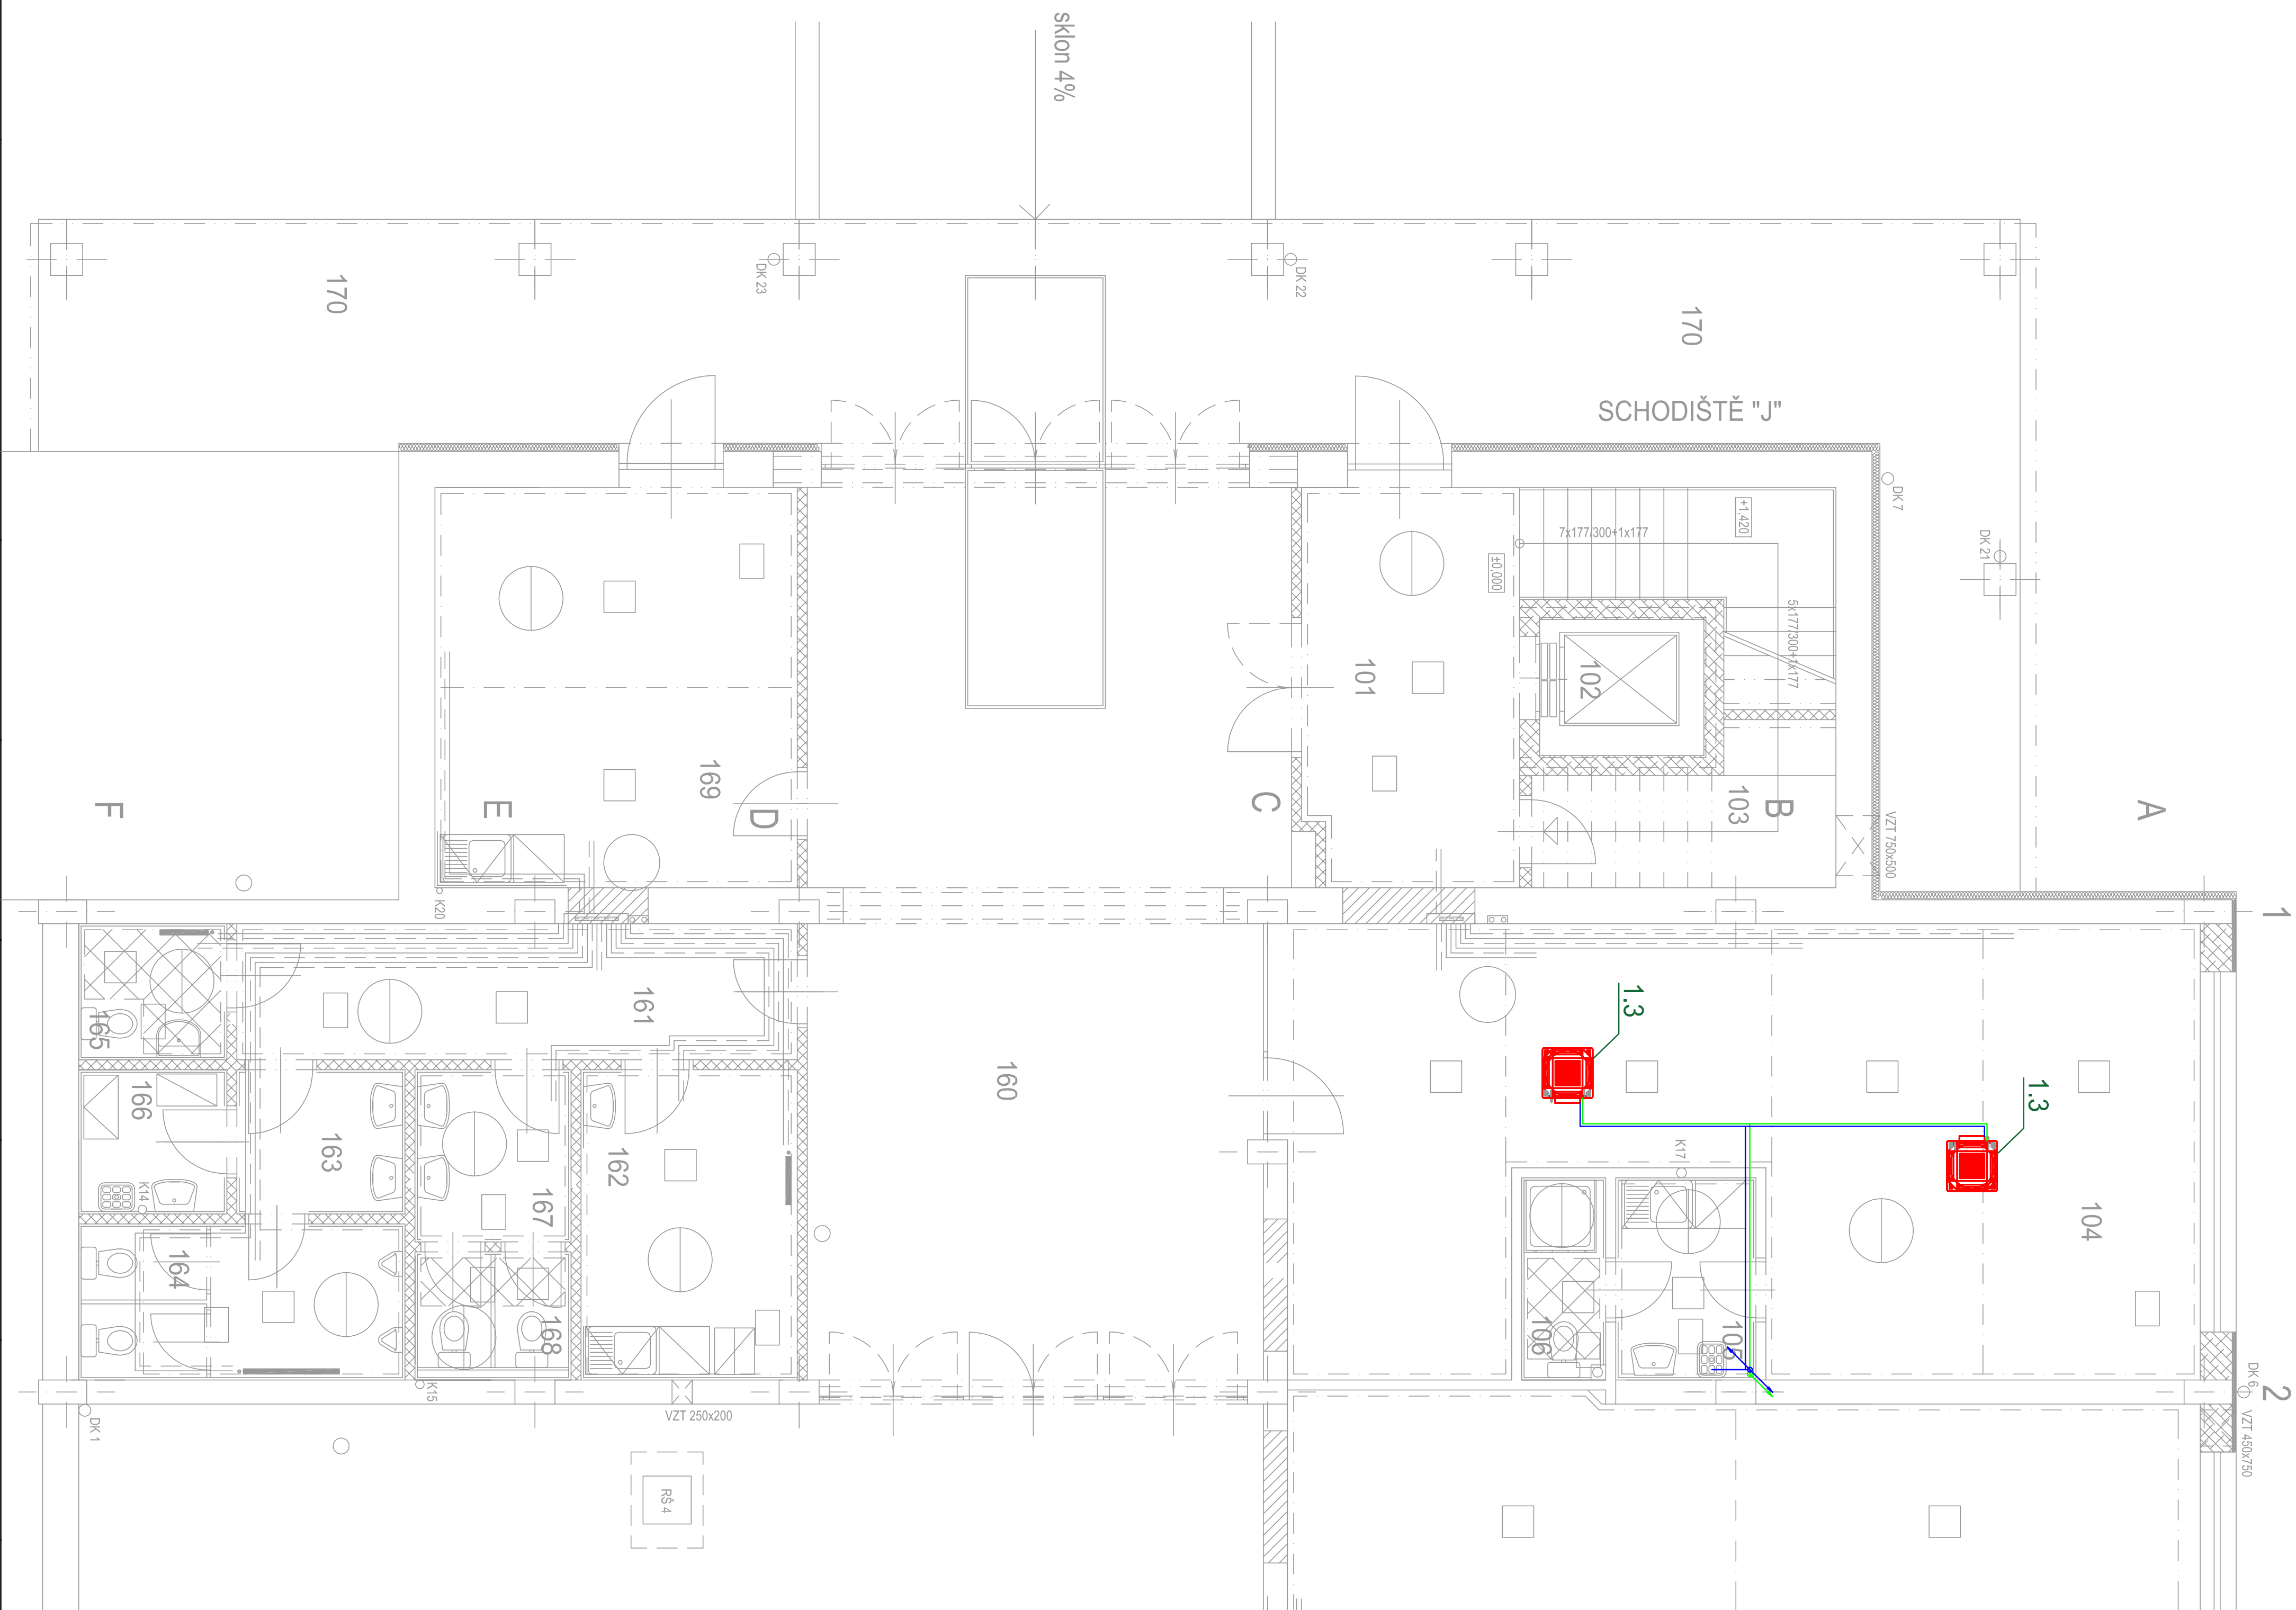 sklon 4%
170
DK 23
DK 22
170
SCHODIŠTĚ "J"
DK 7
DK 21
+1,420
7x177/300+1x177
±0,000
5x177/300+1x177
101
102
103
169
F
E
D
C
B
A
VZT 750x500
K20
1
161
165
160
1.3
1.3
166
163
162
K14
K17
167
104
164
168
106
105
K15
DK 1
VZT 250x200
DK 6
2
VZT 450x750
RŠ 4